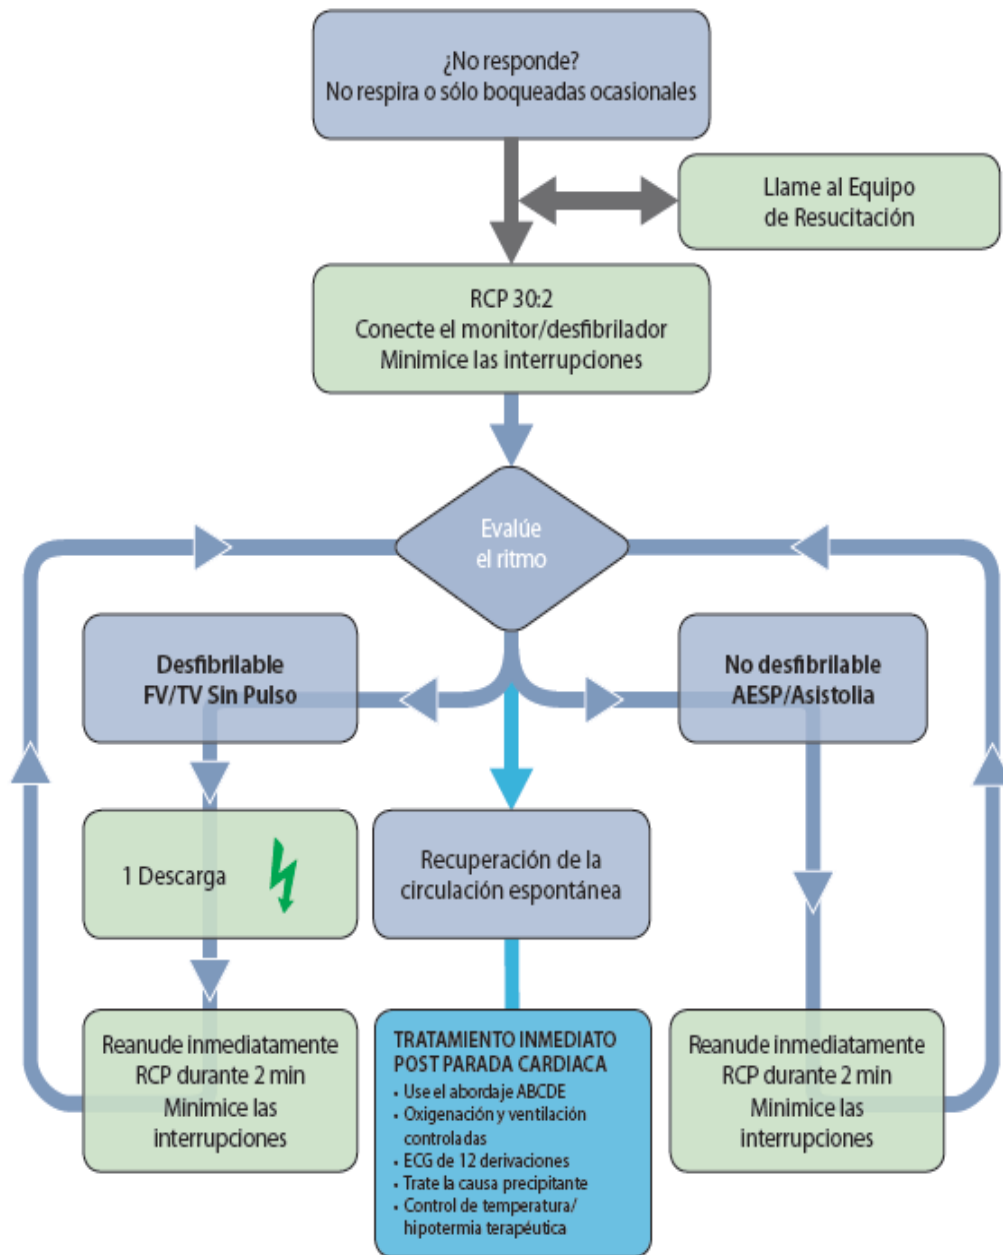 ¿No responde?
No respira o sólo boqueadas ocasionales
Llame al Equipo
de Resucitación
RCP 30:2
Conecte el monitor/desfibrilador
Minimice las interrupciones
Evalúe
el ritmo
Desfibrilable
FV/TV Sin Pulso
No desfibrilable
AESP/Asistolia
1 Descarga
Recuperación de la
circulación espontánea
Reanude inmediatamente
RCP durante 2 min
Minimice las
interrupciones
TRATAMIENTO INMEDIATO
POST PARADA CARDIACA
• Use el abordaje ABCDE
• Oxigenación y ventilación
controladas
• ECG de 12 derivaciones
• Trate la causa precipitante
• Control de temperatura/
hipotermia terapéutica
Reanude inmediatamente
RCP durante 2 min
Minimice las
interrupciones